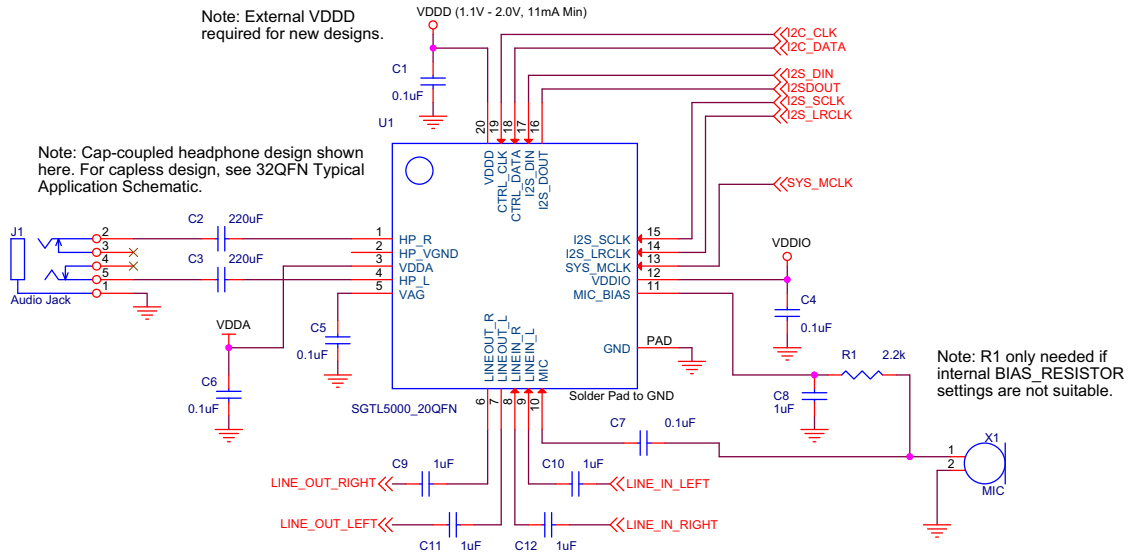 Note: External VDDD
required for new designs.
VDDD (1.1V - 2.0V, 11mA Min)
I2C_CLK
I2C_DATA
I2S_DIN
I2SDOUT
I2S_SCLK
I2S_LRCLK
SYS_MCLK
C1
0.1uF
U1
20
19
18
17
16
VDDD
CTRL_CLK
CTRL_DATA
I2S_DIN
I2S_DOUT
Note: Cap-coupled headphone design shown
here. For capless design, see 32QFN Typical
Application Schematic.
J1
2
3
4
5
1
Audio Jack
C2 220uF
C3 220uF
1 HP_R
2 HP_VGND
3 VDDA
4 HP_L
5 VAG
I2S_SCLK 15
I2S_LRCLK 14
SYS_MCLK 13
VDDIO 12
MIC_BIAS 11
GND PAD
VDDIO
C4
0.1uF
VDDA
C5
0.1uF
C6
0.1uF
LINEOUT_R
LINEOUT_L
LINEIN_R
LINEIN_L
MIC
6
7
8
9
10
SGTL5000_20QFN
Solder Pad to GND
R1 2.2k
C8
1uF
Note: R1 only needed if
internal BIAS_RESISTOR
settings are not suitable.
C7 0.1uF
X1
1
2
MIC
C9 1uF
LINE_OUT_RIGHT
C10 1uF
LINE_IN_LEFT
LINE_OUT_LEFT
C11 1uF
C12 1uF
LINE_IN_RIGHT